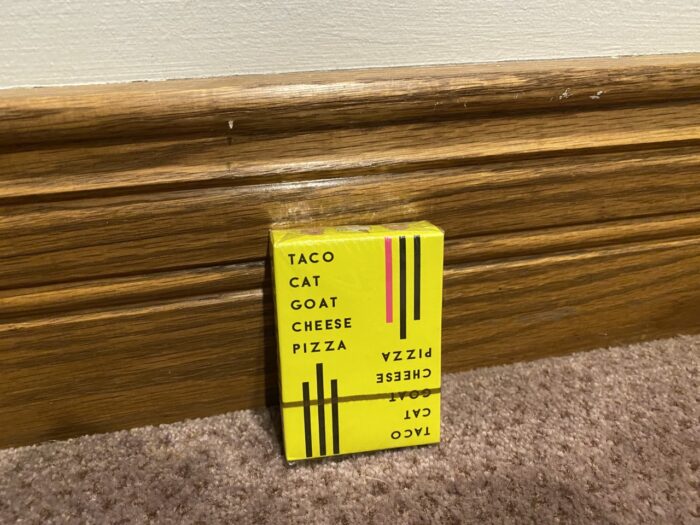 TACO
CAT
GOAT
CHEESE
PIZZA
TACO
CAT
GOAT
CHEESE
PIZZA